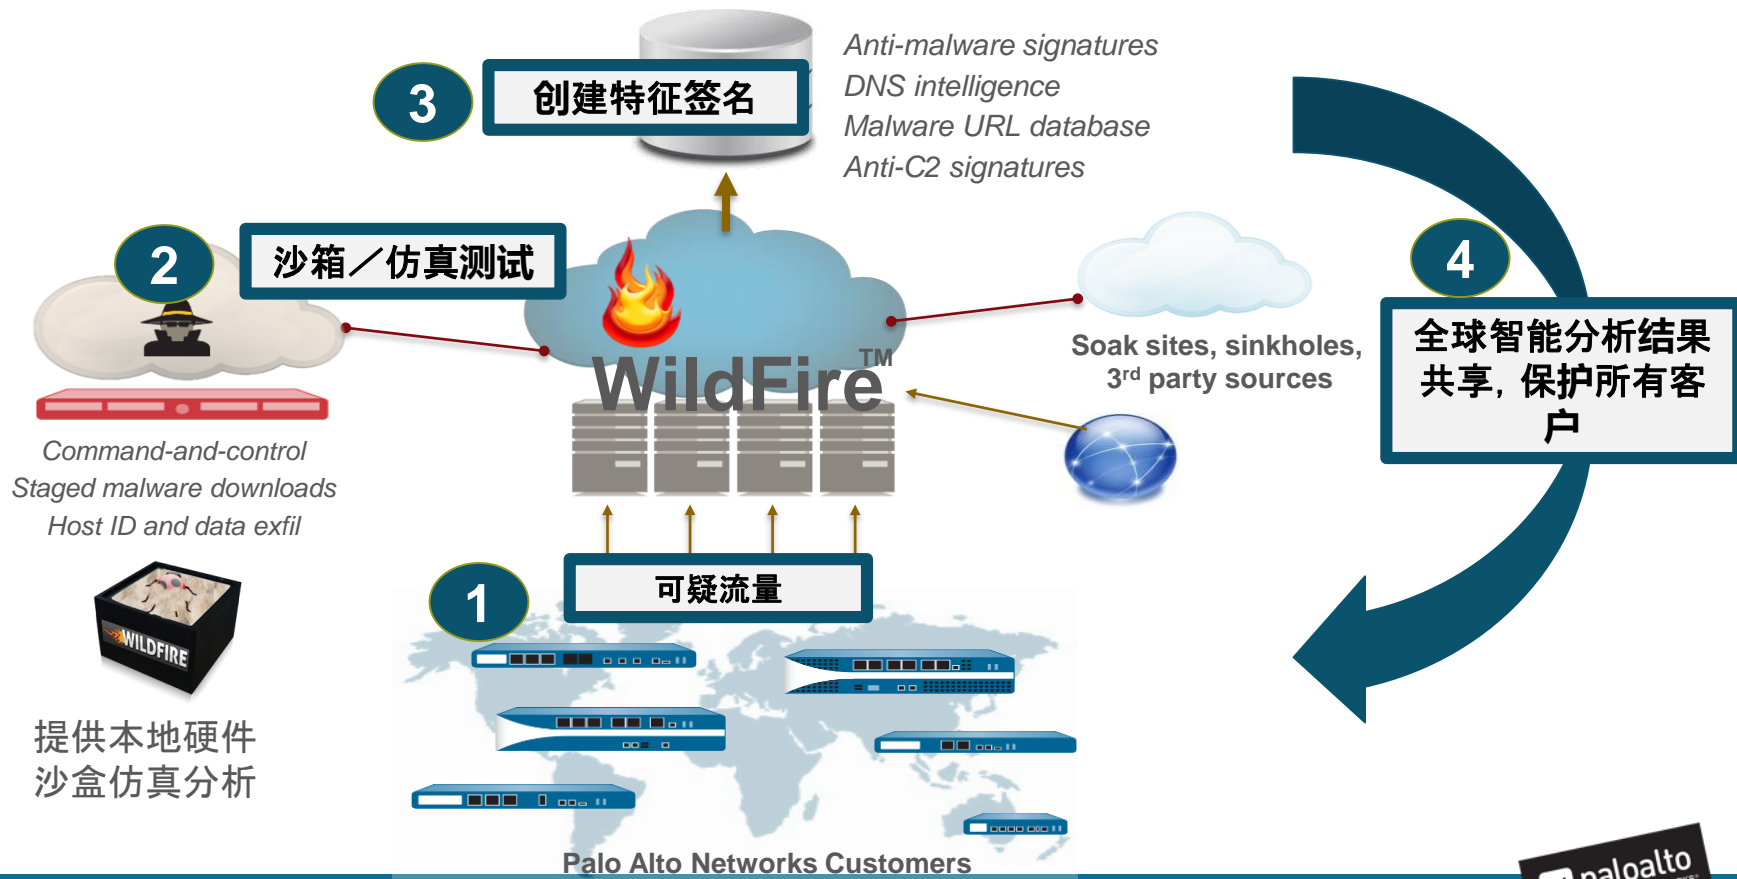 3
创建特征签名
Anti-malware signatures
DNS intelligence
Malware URL database
Anti-C2 signatures
2
沙箱／仿真测试
4
全球智能分析结果
共享, 保护所有客
户
WildFire™
Soak sites, sinkholes,
3rd party sources
Command-and-control
Staged malware downloads
Host ID and data exfil
1
可疑流量
WILDFIRE
提供本地硬件
沙盒仿真分析
Palo Alto Networks Customers
paloalto